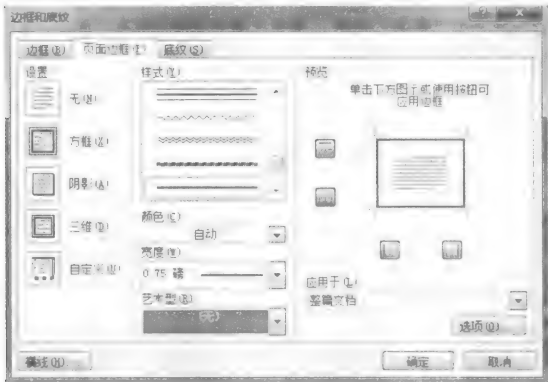 边框和底纹
边框(B) 页面边框(P) 底纹(S)
设置
无(N)
方框(X)
阴影(A)
三维(D)
自定义(U)
样式(Y)
颜色(C)
自动
宽度(W)
0.75 磅
艺术型(R)
(无)
预览
单击下方图示或使用按钮可
应用边框
应用于(L)
整篇文档
选项(O)
横线(H)
确定
取消